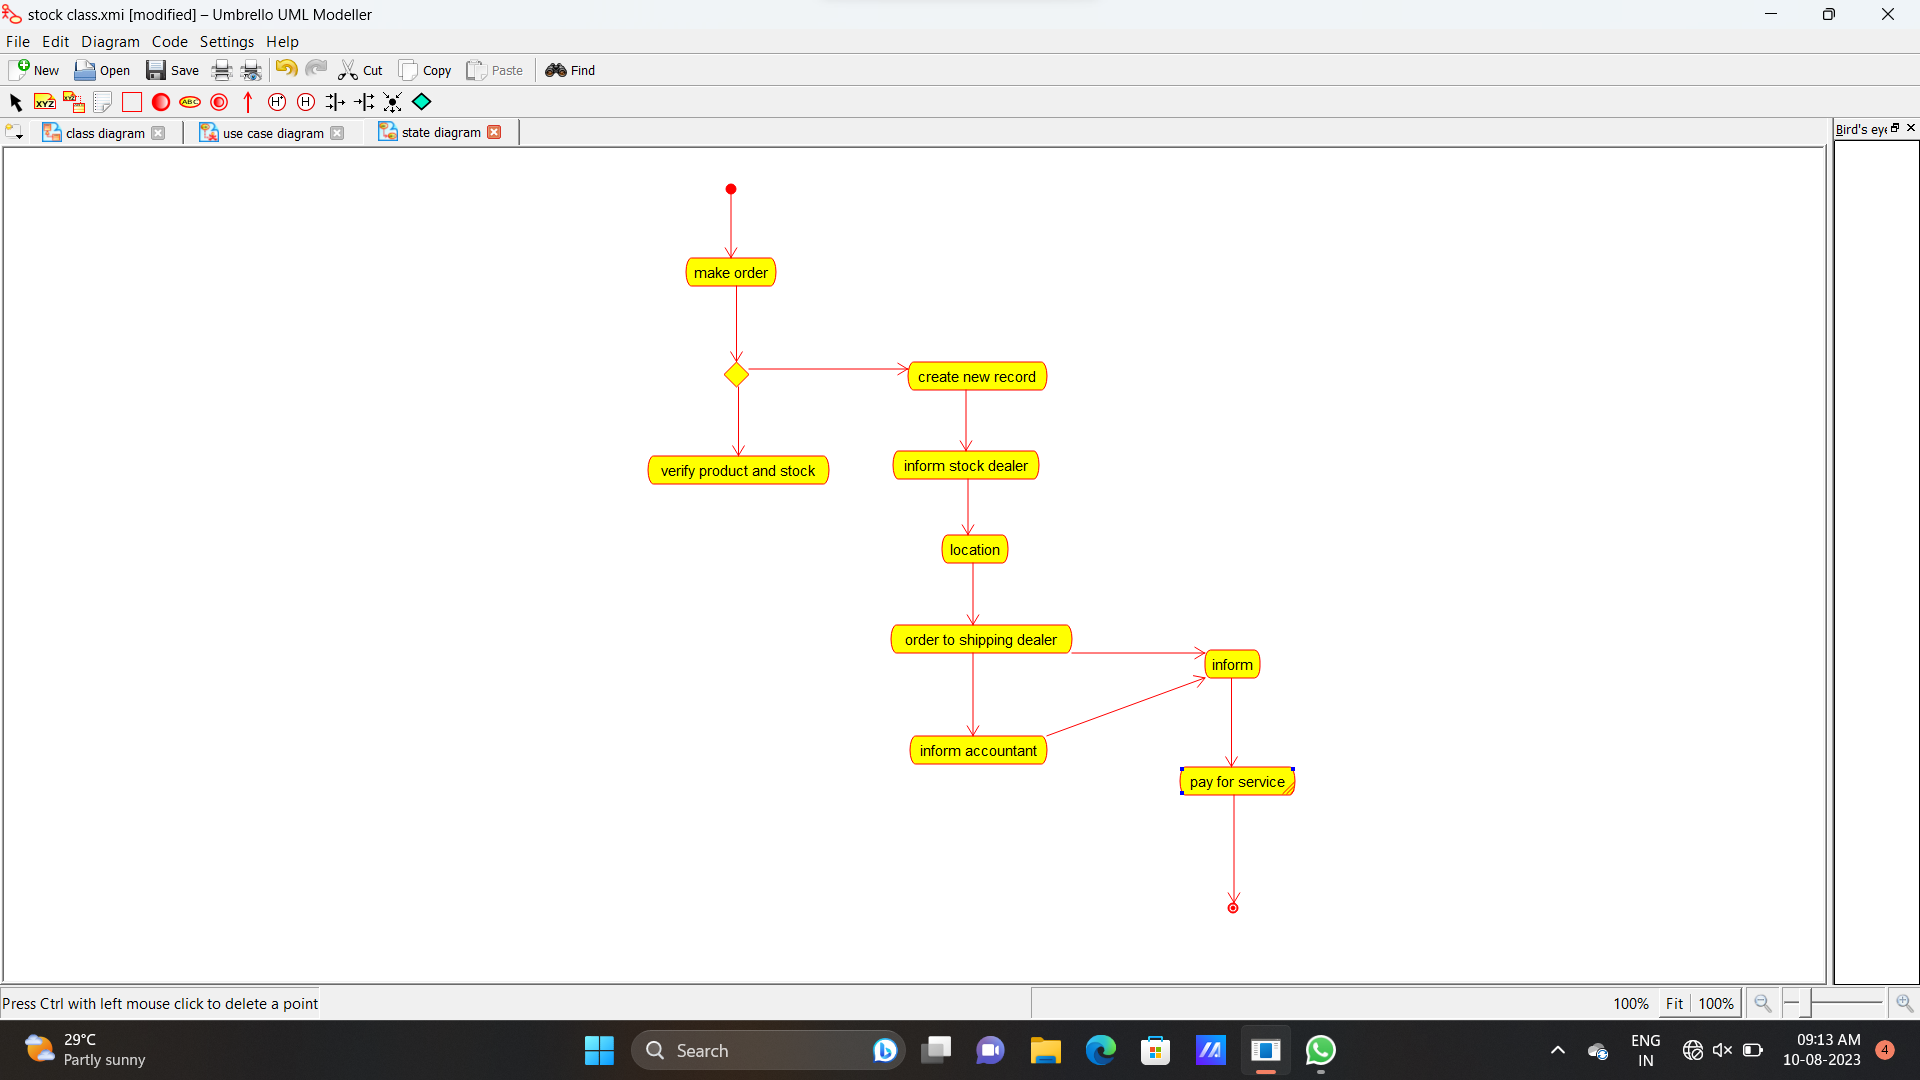 stock class.xmi [modified] – Umbrello UML Modeller
File Edit Diagram Code Settings Help
New Open Save Cut Copy Paste Find
XYZ XYZ ABC H* H
class diagram use case diagram state diagram
Bird's eye
make order
create new record
verify product and stock
inform stock dealer
location
order to shipping dealer
inform
inform accountant
pay for service
Press Ctrl with left mouse click to delete a point
100% Fit 100%
29°C
Partly sunny
Search
ENG
IN
09:13 AM
10-08-2023
4